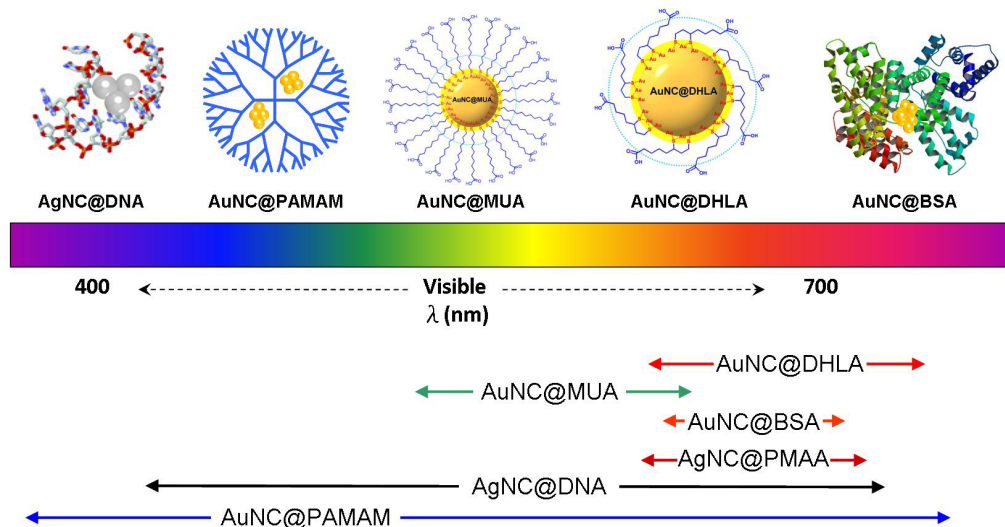 AuNC@MUA
AuNC@DHLA
AgNC@DNA
AuNC@PAMAM
AuNC@MUA
AuNC@DHLA
AuNC@BSA
400
Visible
700
λ (nm)
AuNC@DHLA
AuNC@MUA
AuNC@BSA
AgNC@PMAA
AgNC@DNA
AuNC@PAMAM